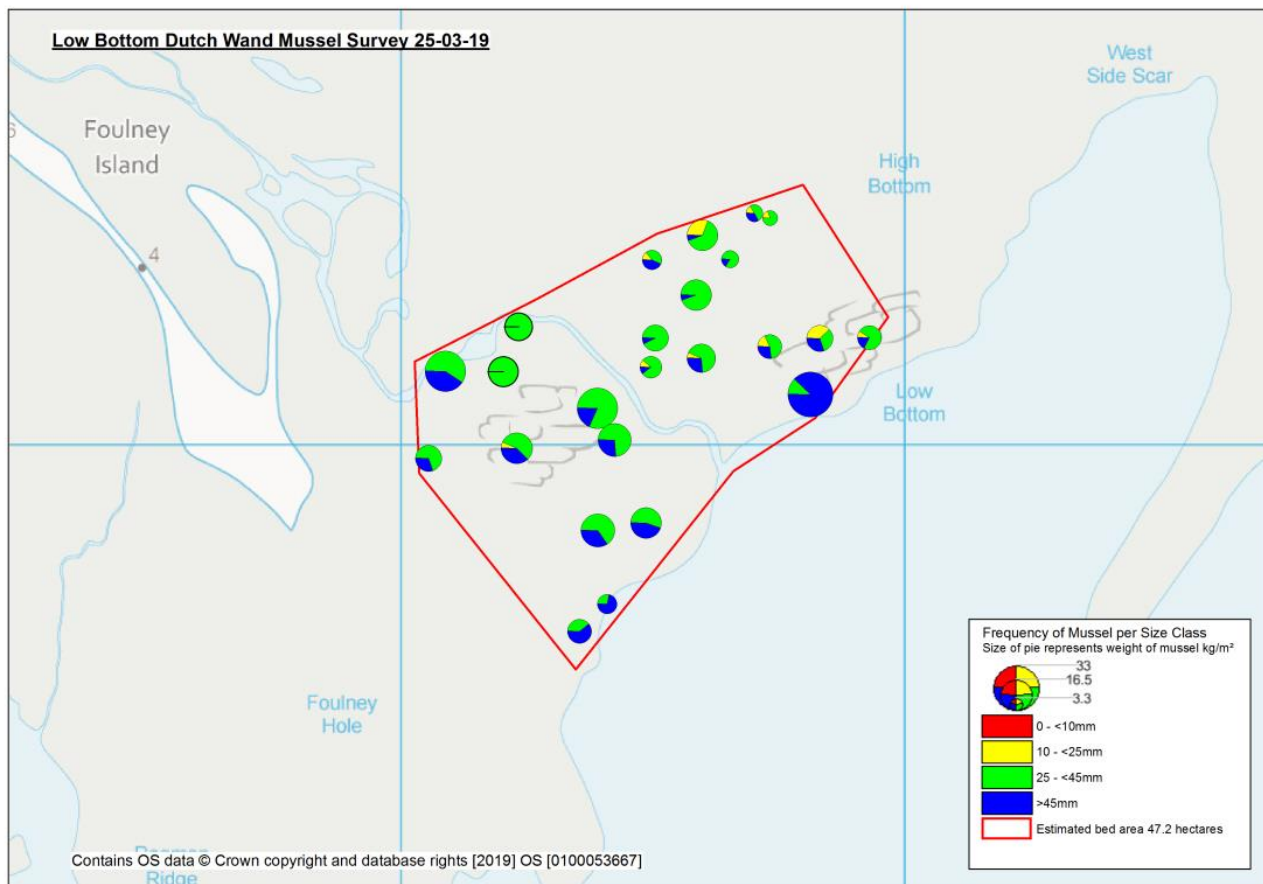 Low Bottom Dutch Wand Mussel Survey 25-03-19
West
Side Scar
6
Foulney
Island
High
Bottom
4
Low
Bottom
Foulney
Hole
Frequency of Mussel per Size Class
Size of pie represents weight of mussel kg/m²
33
16.5
3.3
0 - <10mm
10 - <25mm
25 - <45mm
>45mm
Estimated bed area 47.2 hectares
Contains OS data © Crown copyright and database rights [2019] OS [0100053667]
Ridge